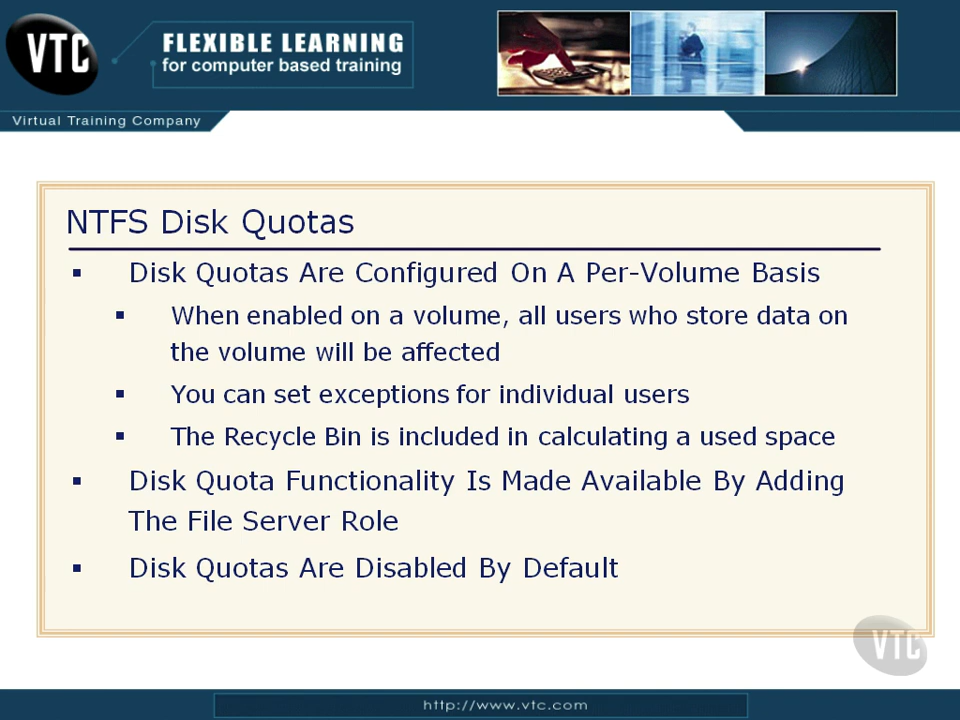 VTC
FLEXIBLE LEARNING
for computer based training
Virtual Training Company
NTFS Disk Quotas
▪ Disk Quotas Are Configured On A Per-Volume Basis
▪ When enabled on a volume, all users who store data on
the volume will be affected
▪ You can set exceptions for individual users
▪ The Recycle Bin is included in calculating a used space
▪ Disk Quota Functionality Is Made Available By Adding
The File Server Role
▪ Disk Quotas Are Disabled By Default
VTC
http://www.vtc.com